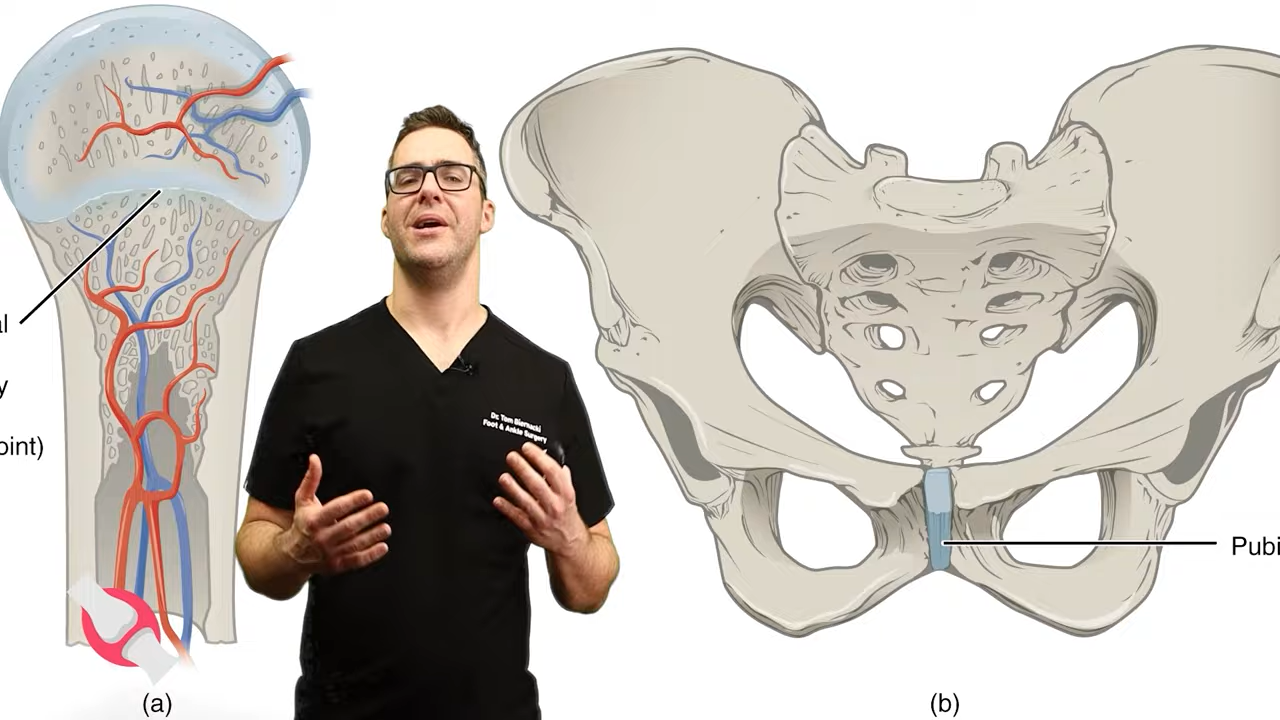 al
y
oint)
Dr. Tom Biernacki
Foot & Ankle Surgery
Pubi
(a)
(b)